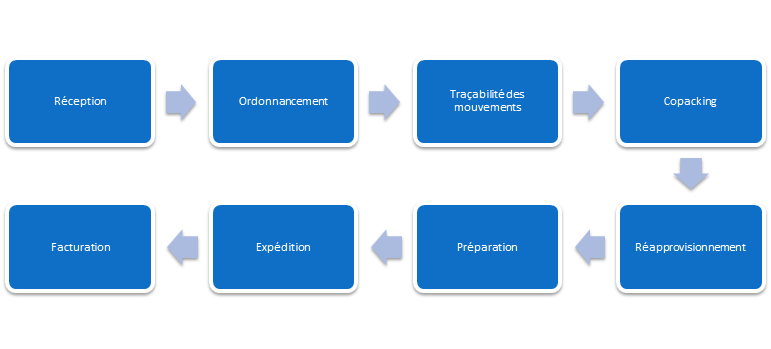 Réception
Ordonnancement
Traçabilité des
mouvements
Copacking
Réapprovisionnement
Préparation
Expédition
Facturation